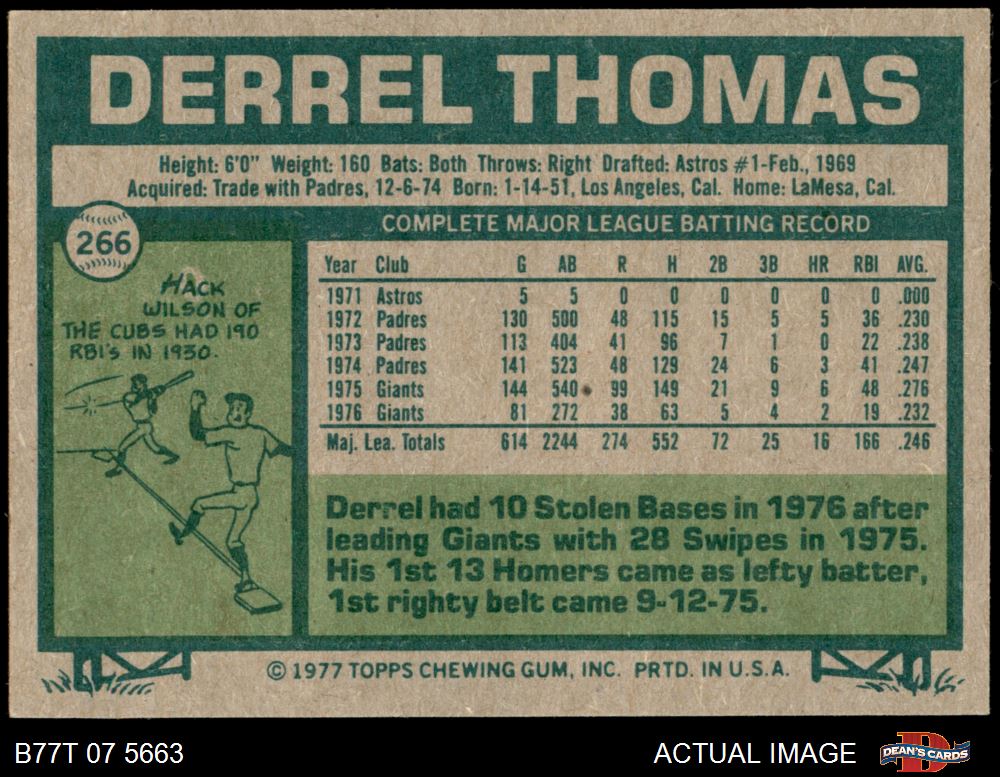 DERREL THOMAS
Height: 6'0" Weight: 160 Bats: Both Throws: Right Drafted: Astros #1-Feb., 1969
Acquired: Trade with Padres, 12-6-74 Born: 1-14-51, Los Angeles, Cal. Home: LaMesa, Cal.
266
HACK
WILSON OF
THE CUBS HAD 190
RBI'S IN 1930.
COMPLETE MAJOR LEAGUE BATTING RECORD
Year Club G AB R H 2B 3B HR RBI AVG.
1971 Astros 5 5 0 0 0 0 0 0 .000
1972 Padres 130 500 48 115 15 5 5 36 .230
1973 Padres 113 404 41 96 7 1 0 22 .238
1974 Padres 141 523 48 129 24 6 3 41 .247
1975 Giants 144 540 99 149 21 9 6 48 .276
1976 Giants 81 272 38 63 5 4 2 19 .232
Maj. Lea. Totals 614 2244 274 552 72 25 16 166 .246
Derrel had 10 Stolen Bases in 1976 after
leading Giants with 28 Swipes in 1975.
His 1st 13 Homers came as lefty batter,
1st righty belt came 9-12-75.
© 1977 TOPPS CHEWING GUM, INC. PRTD. IN U.S.A.
B77T 07 5663
ACTUAL IMAGE
DEAN'S CARDS